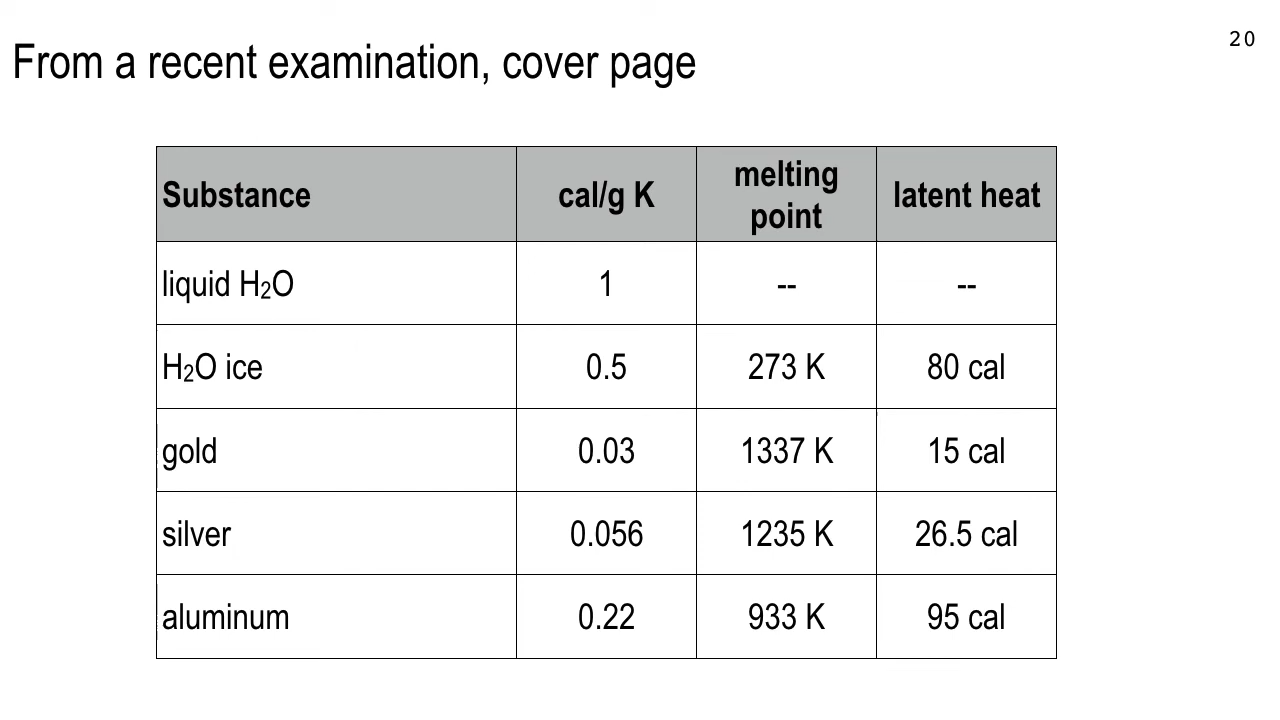 20
From a recent examination, cover page
Substance cal/g K melting point latent heat
liquid H2O 1 -- --
H2O ice 0.5 273 K 80 cal
gold 0.03 1337 K 15 cal
silver 0.056 1235 K 26.5 cal
aluminum 0.22 933 K 95 cal